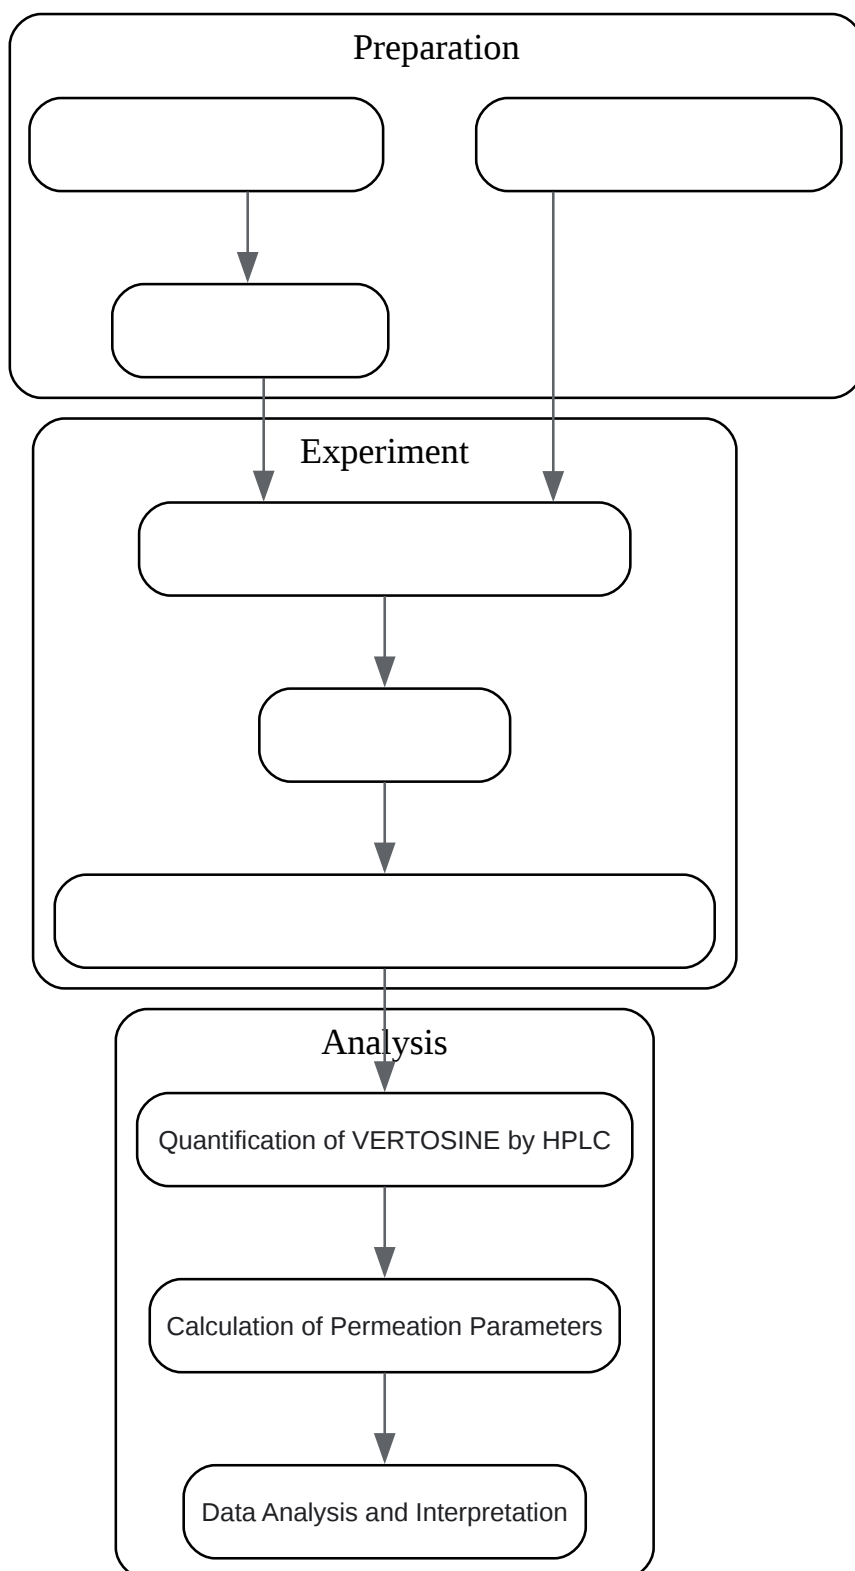 Preparation
Experiment
Analysis
Quantification of VERTOSINE by HPLC
Calculation of Permeation Parameters
Data Analysis and Interpretation